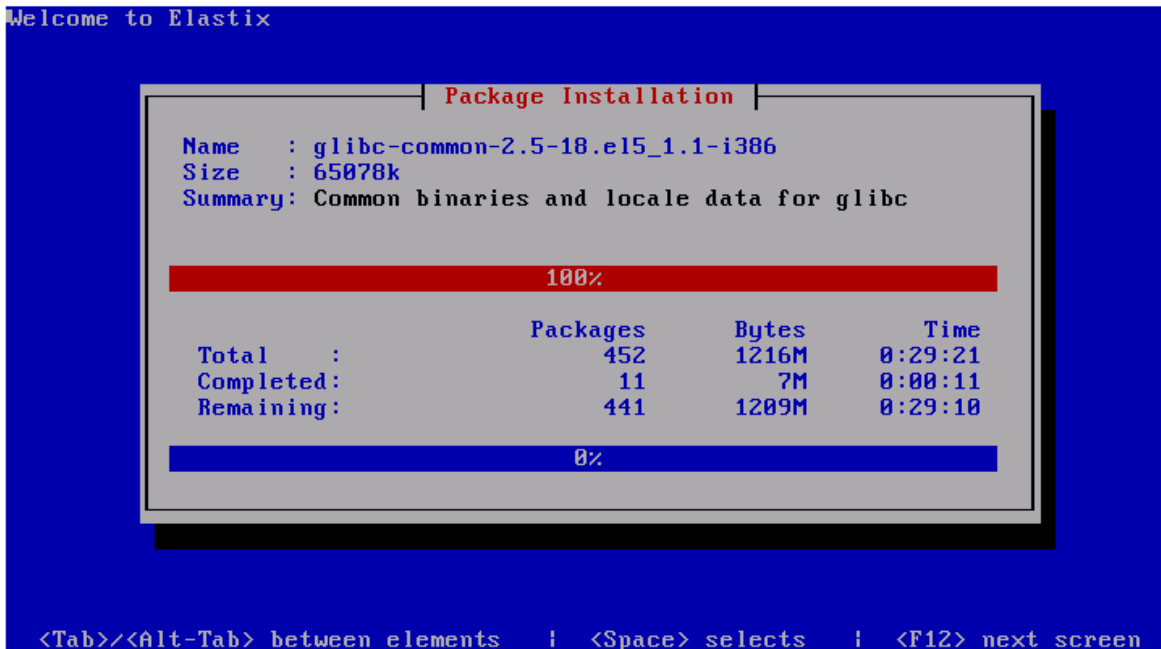 Welcome to Elastix
Package Installation
Name : glibc-common-2.5-18.el5_1.1-i386
Size : 65078k
Summary: Common binaries and locale data for glibc
100%
Packages Bytes Time
Total : 452 1216M 0:29:21
Completed: 11 7M 0:00:11
Remaining: 441 1209M 0:29:10
0%
<Tab>/<Alt-Tab> between elements | <Space> selects | <F12> next screen